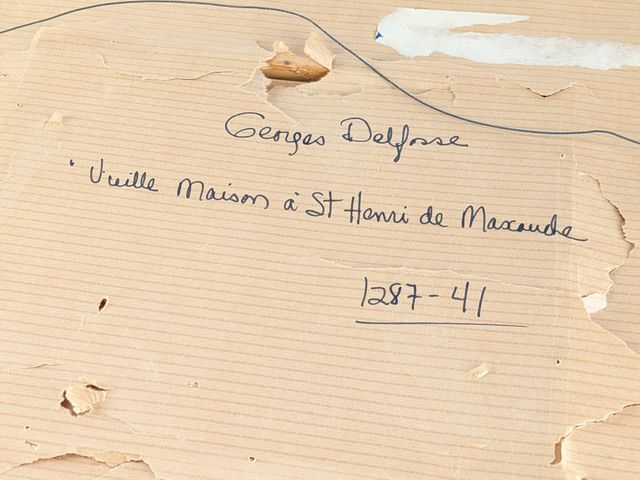 Georges Delfosse
" Vieille Maison à St Henri de Mascouche
1287-41